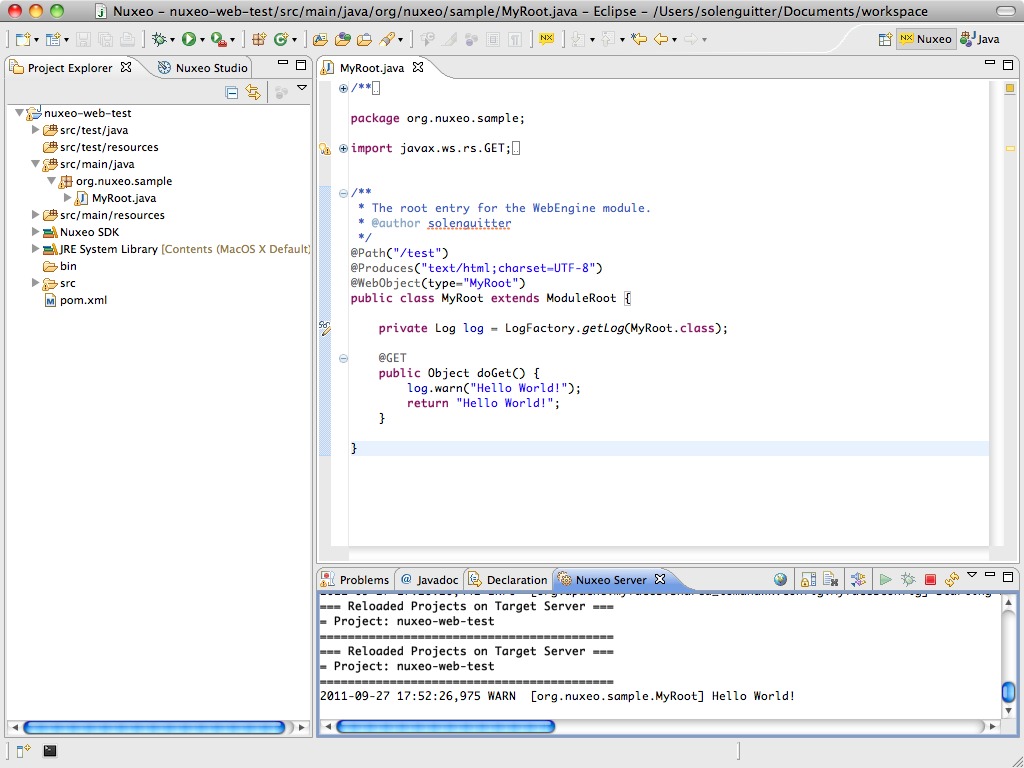 Nuxeo – nuxeo-web-test/src/main/java/org/nuxeo/sample/MyRoot.java – Eclipse – /Users/solenguitter/Documents/workspace
NX
NX Nuxeo
Java
Project Explorer
Nuxeo Studio
nuxeo-web-test
src/test/java
src/test/resources
src/main/java
org.nuxeo.sample
MyRoot.java
src/main/resources
Nuxeo SDK
JRE System Library [Contents (MacOS X Default)
bin
src
pom.xml
MyRoot.java
/**
package org.nuxeo.sample;
import javax.ws.rs.GET;
/**
* The root entry for the WebEngine module.
* @author solenguitter
*/
@Path("/test")
@Produces("text/html;charset=UTF-8")
@WebObject(type="MyRoot")
public class MyRoot extends ModuleRoot {
private Log log = LogFactory.getLog(MyRoot.class);
@GET
public Object doGet() {
log.warn("Hello World!");
return "Hello World!";
}
}
Problems
@ Javadoc
Declaration
Nuxeo Server
=== Reloaded Projects on Target Server ===
= Project: nuxeo-web-test
==========================================
=== Reloaded Projects on Target Server ===
= Project: nuxeo-web-test
==========================================
2011-09-27 17:52:26,975 WARN  [org.nuxeo.sample.MyRoot] Hello World!